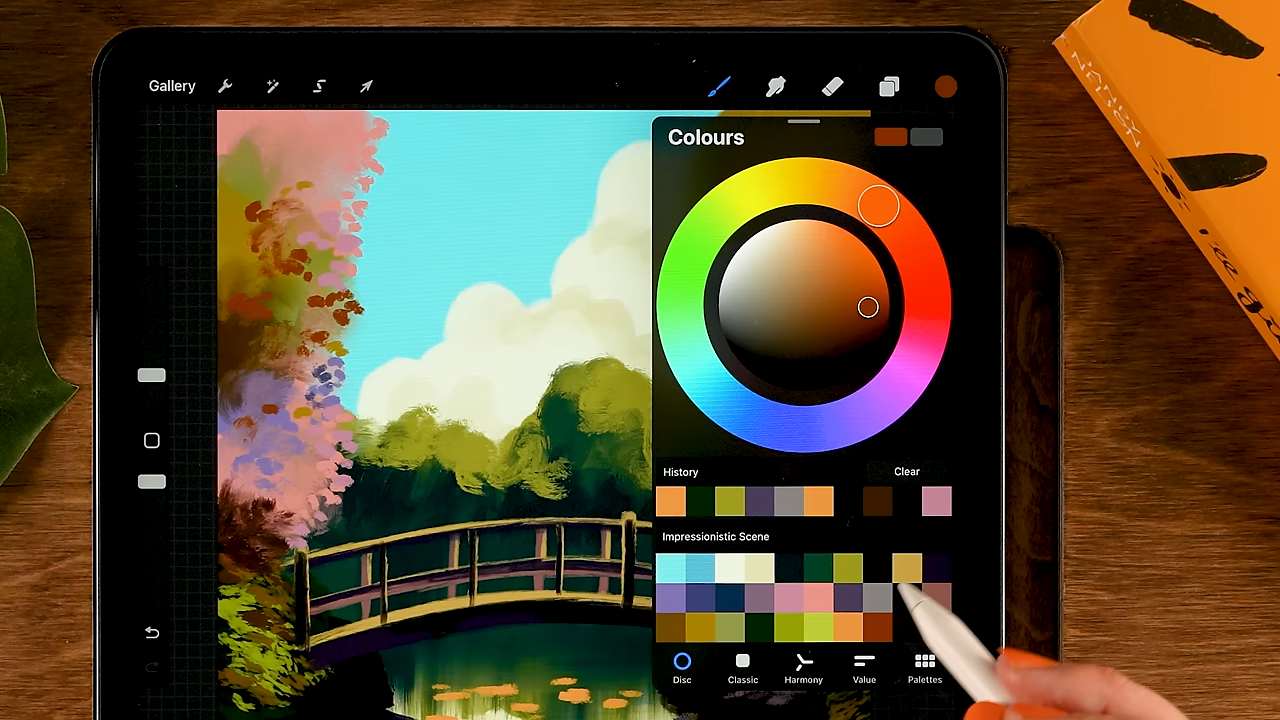 Gallery
Colours
History
Clear
Impressionistic Scene
Disc
Classic
Harmony
Value
Palettes